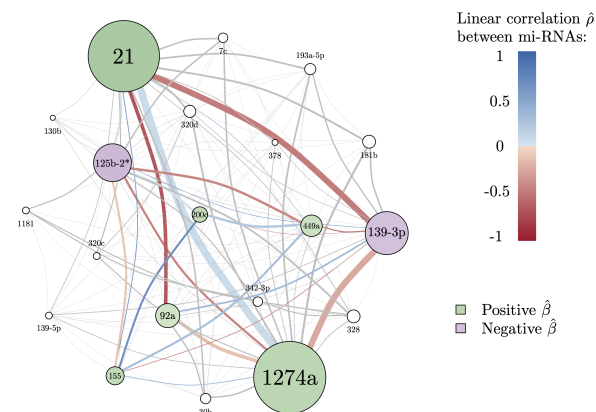 Linear correlation ρ̂
between mi-RNAs:
1
0.5
0
-0.5
-1
Positive β̂
Negative β̂
21
7c
193a-5p
320d
130b
378
181b
125b-2*
200c
1181
449a
139-3p
320c
342-3p
139-5p
92a
328
155
1274a